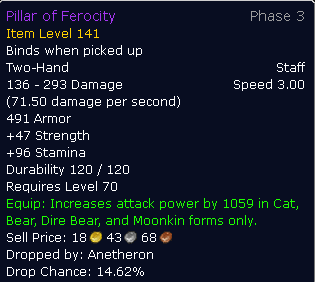 Pillar of Ferocity Phase 3
Item Level 141
Binds when picked up
Two-Hand Staff
136 - 293 Damage Speed 3.00
(71.50 damage per second)
491 Armor
+47 Strength
+96 Stamina
Durability 120 / 120
Requires Level 70
Equip: Increases attack power by 1059 in Cat,
Bear, Dire Bear, and Moonkin forms only.
Sell Price: 18 43 68
Dropped by: Anetheron
Drop Chance: 14.62%